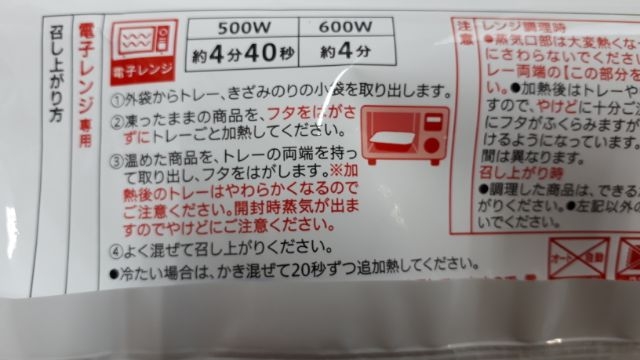 召し上がり方
電子レンジ専用
電子レンジ
500W 600W
約4分40秒 約4分
①外袋からトレー、きざみのりの小袋を取り出します。
②凍ったままの商品を、フタをはがさ
ずにトレーごと加熱してください。
③温めた商品を、トレーの両端を持っ
て取り出し、フタをはがします。※加
熱後のトレーはやわらかくなるので
ご注意ください。開封時蒸気が出ま
すのでやけどにご注意ください。
④よく混ぜて召し上がりください。
●冷たい場合は、かき混ぜて20秒ずつ追加熱してください。
注意
レンジ調理時
●蒸気口部は大変熱くな
にさわらないでくださ
レー両端の【この部分を
い。●加熱後はトレーや
すので、やけどに十分ご
にフタがふくらみますが
けるようになっています。
間は異なります。
召し上がり時
●調理した商品は、できる
がりください。●左記以外の
いでください。
オート 自動